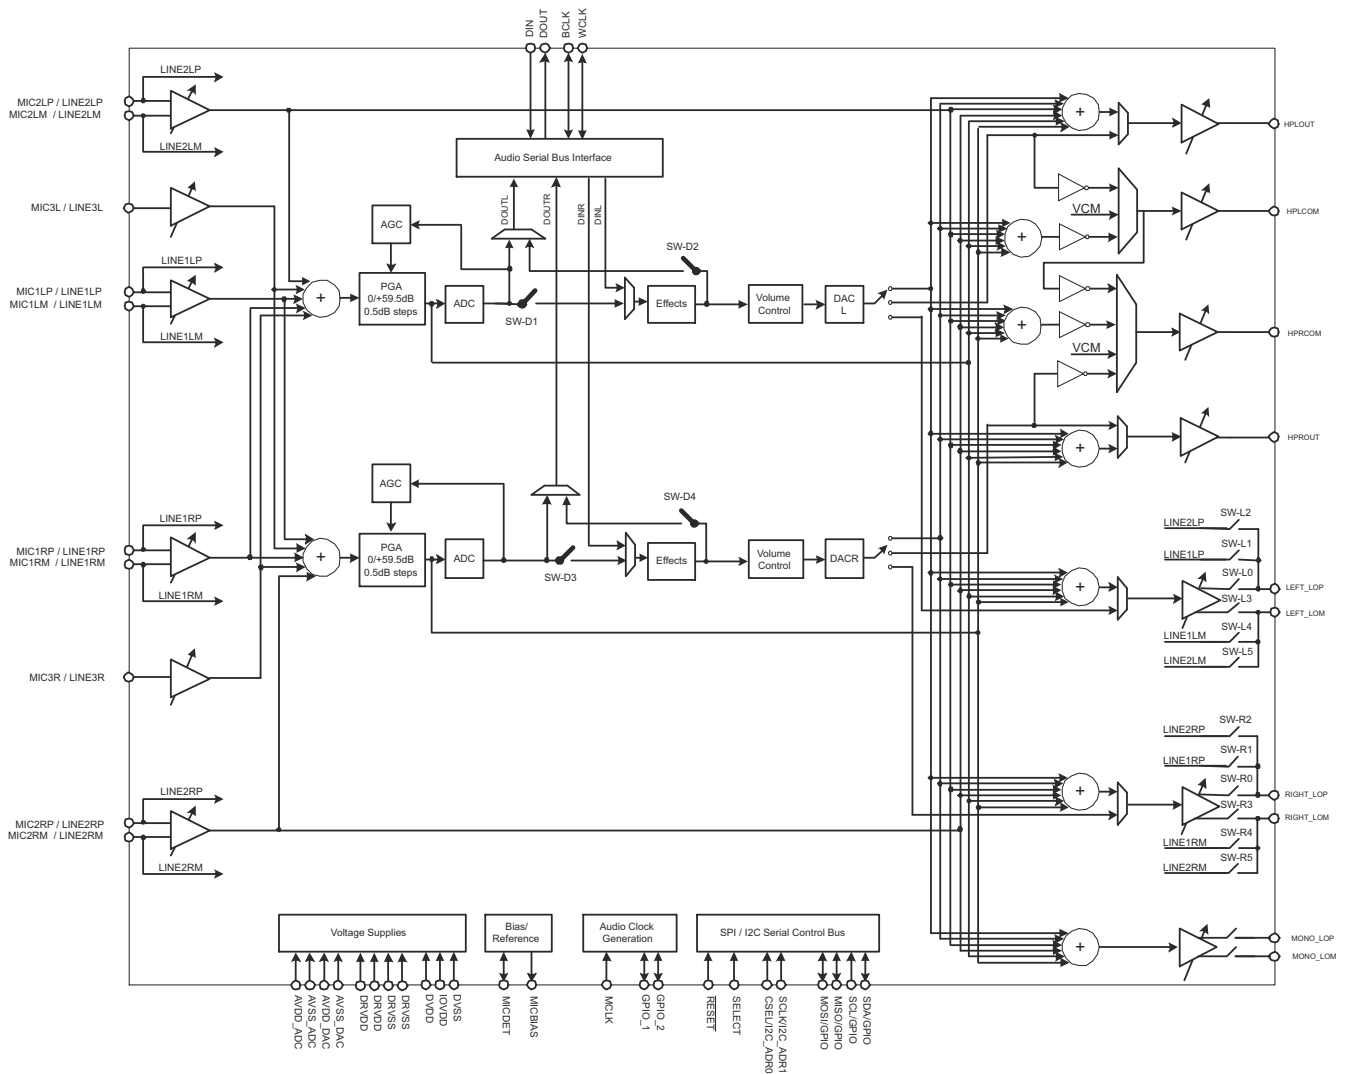 DIN
DOUT
BCLK
WCLK
LINE2LP
MIC2LP / LINE2LP
MIC2LM / LINE2LM
LINE2LM
Audio Serial Bus Interface
+
HPLOUT
MIC3L / LINE3L
AGC
DOUTL
DOUTR
DINR
DINL
SW-D2
VCM
+
HPLCOM
LINE1LP
MIC1LP / LINE1LP
MIC1LM / LINE1LM
LINE1LM
+
PGA
0/+59.5dB
0.5dB steps
ADC
SW-D1
Effects
Volume
Control
DAC
L
+
VCM
HPRCOM
+
HPROUT
AGC
SW-D4
LINE1RP
MIC1RP / LINE1RP
MIC1RM / LINE1RM
LINE1RM
+
PGA
0/+59.5dB
0.5dB steps
ADC
SW-D3
Effects
Volume
Control
DACR
+
LINE2LP
SW-L2
LINE1LP
SW-L1
SW-L0
LEFT_LOP
SW-L3
LEFT_LOM
LINE1LM
SW-L4
LINE2LM
SW-L5
MIC3R / LINE3R
LINE2RP
SW-R2
LINE1RP
SW-R1
SW-R0
RIGHT_LOP
SW-R3
RIGHT_LOM
LINE1RM
SW-R4
LINE2RM
SW-R5
+
LINE2RP
MIC2RP / LINE2RP
MIC2RM / LINE2RM
LINE2RM
Voltage Supplies
Bias/
Reference
Audio Clock
Generation
SPI / I2C Serial Control Bus
+
MONO_LOP
MONO_LOM
AVDD_ADC
AVSS_ADC
AVDD_DAC
AVSS_DAC
DRVDD
DRVDD
DRVSS
DRVSS
DVDD
IOVDD
DVSS
MICDET
MICBIAS
MCLK
GPIO_1
GPIO_2
RESET
SELECT
CSEL/I2C_ADR0
SCLK/I2C_ADR1
MOSI/GPIO
MISO/GPIO
SCL/GPIO
SDA/GPIO